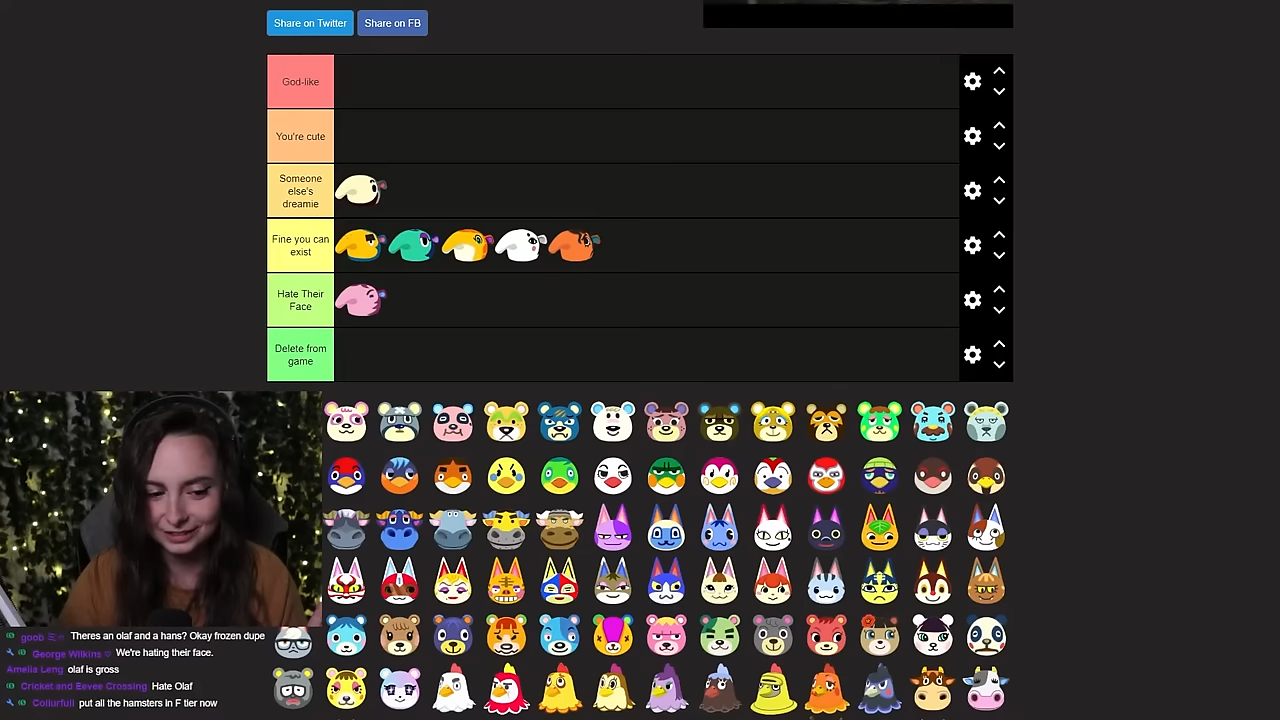 Share on Twitter
Share on FB
God-like
You're cute
Someone
else's
dreamie
Fine you can
exist
Hate Their
Face
Delete from
game
goob Theres an olaf and a hans? Okay frozen dupe
George Wilkins We're hating their face.
Amelia Leng olaf is gross
Cricket and Eevee Crossing Hate Olaf
Collurfull put all the hamsters in F tier now